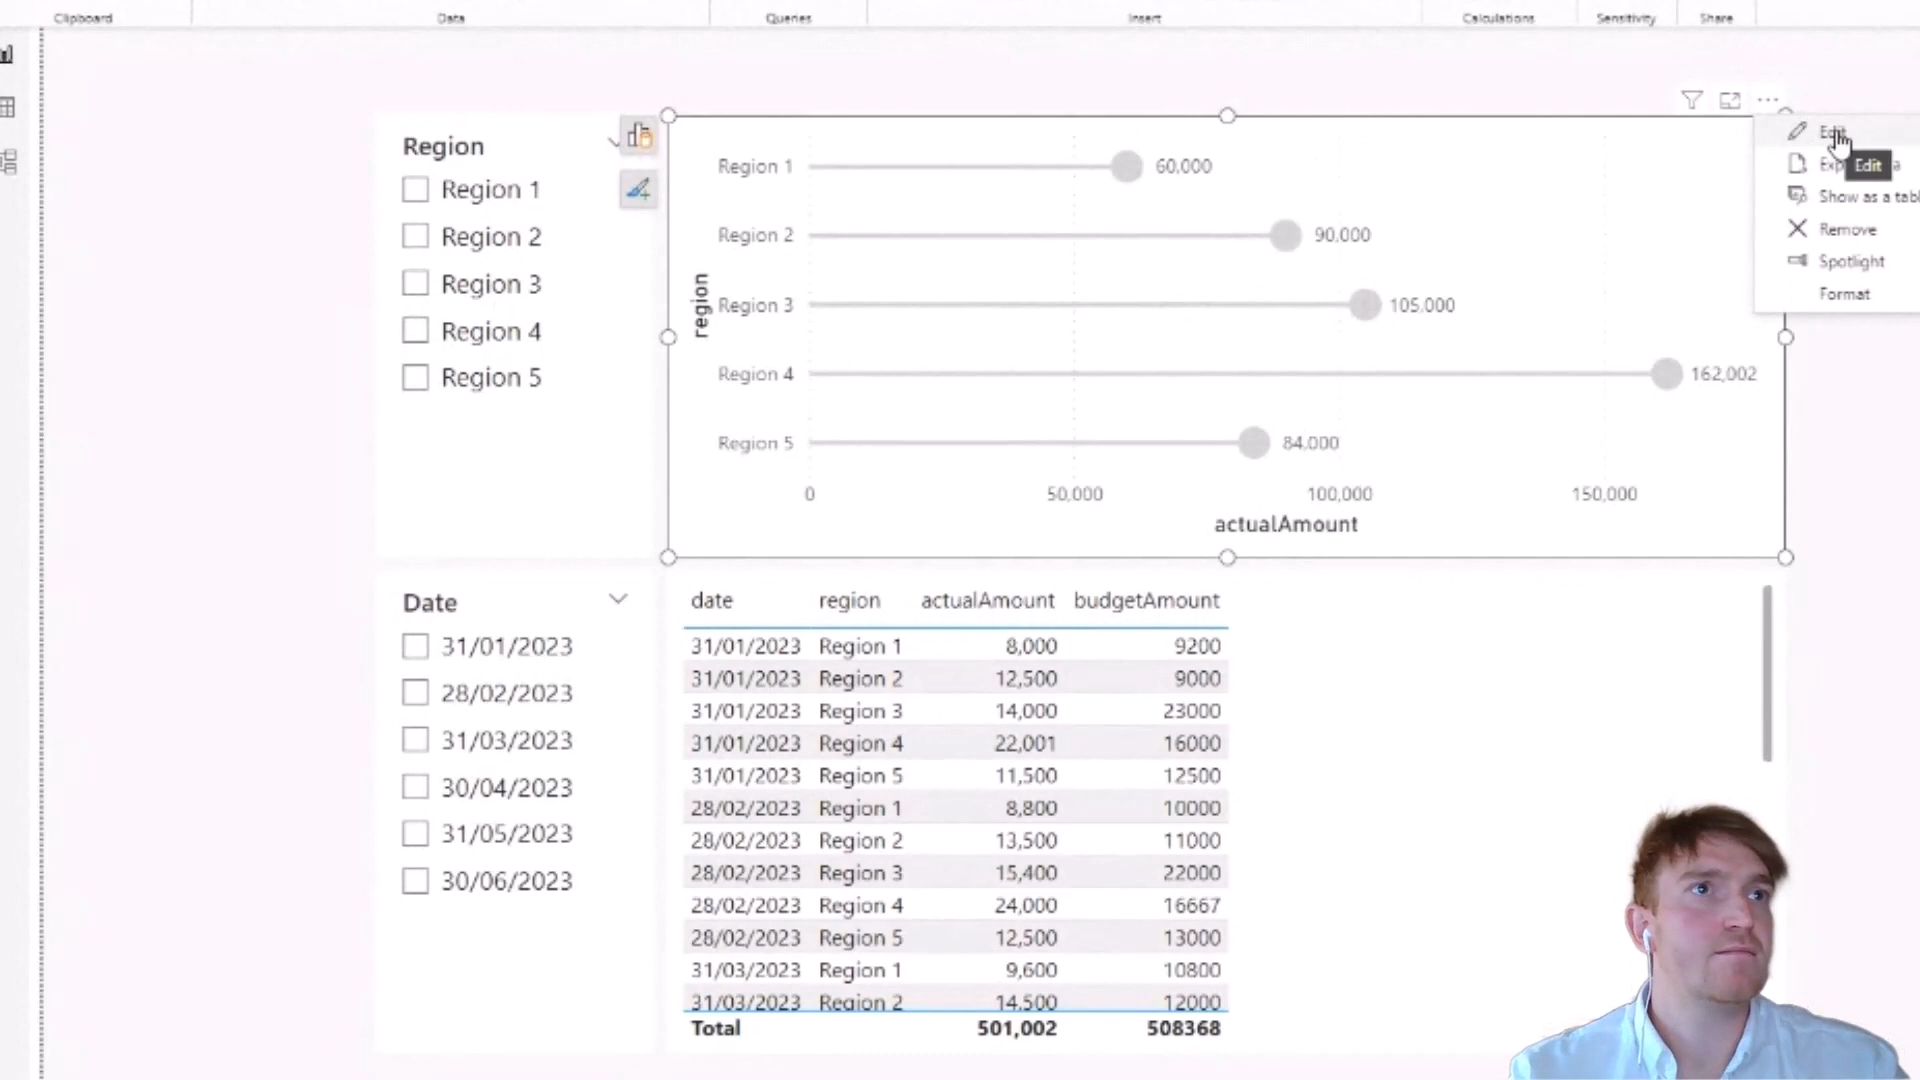 Clipboard
Data
Queries
Insert
Calculations
Sensitivity
Share
Region
Region 1
Region 2
Region 3
Region 4
Region 5
region
Region 1
60,000
Region 2
90,000
Region 3
105,000
Region 4
162,002
Region 5
84,000
0
50,000
100,000
150,000
actualAmount
Edit
Show as a
Remove
Spotlight
Format
Date
31/01/2023
28/02/2023
31/03/2023
30/04/2023
31/05/2023
30/06/2023
date region actualAmount budgetAmount
31/01/2023 Region 1 8,000 9200
31/01/2023 Region 2 12,500 9000
31/01/2023 Region 3 14,000 23000
31/01/2023 Region 4 22,001 16000
31/01/2023 Region 5 11,500 12500
28/02/2023 Region 1 8,800 10000
28/02/2023 Region 2 13,500 11000
28/02/2023 Region 3 15,400 22000
28/02/2023 Region 4 24,000 16667
28/02/2023 Region 5 12,500 13000
31/03/2023 Region 1 9,600 10800
31/03/2023 Region 2 14,500 12000
Total 501,002 508368